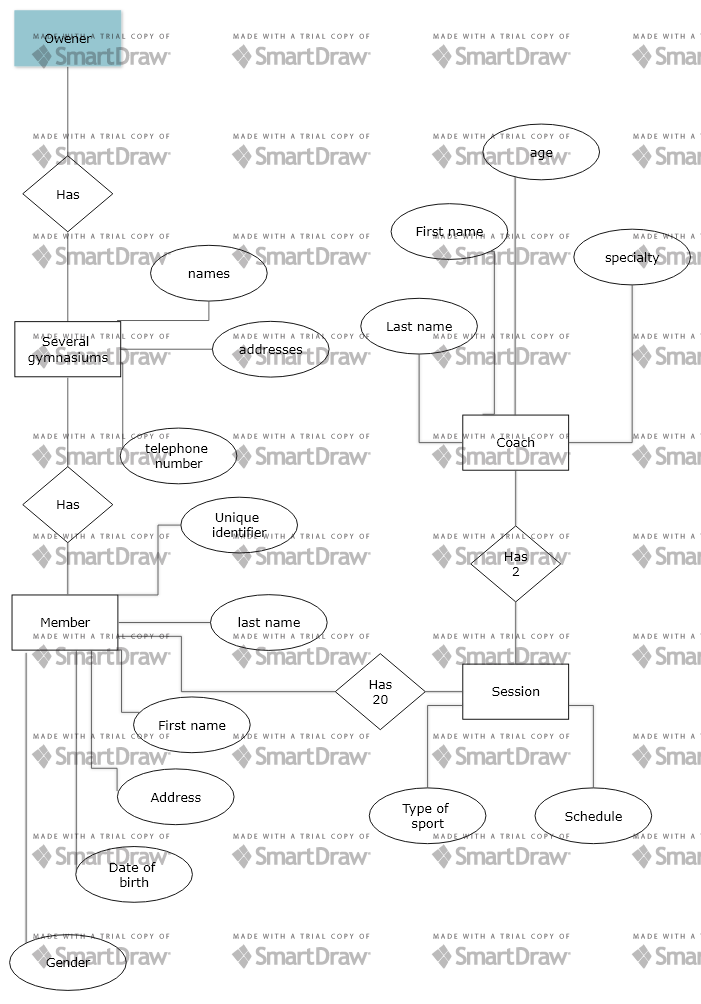 Owener
Has
names
Several
gymnasiums
addresses
telephone
number
Has
Unique
identifier
Member
last name
First name
Address
Date of
birth
Gender
Has
20
age
First name
specialty
Last name
Coach
Has
2
Session
Type of
sport
Schedule
MADE WITH A TRIAL COPY OF
SmartDraw